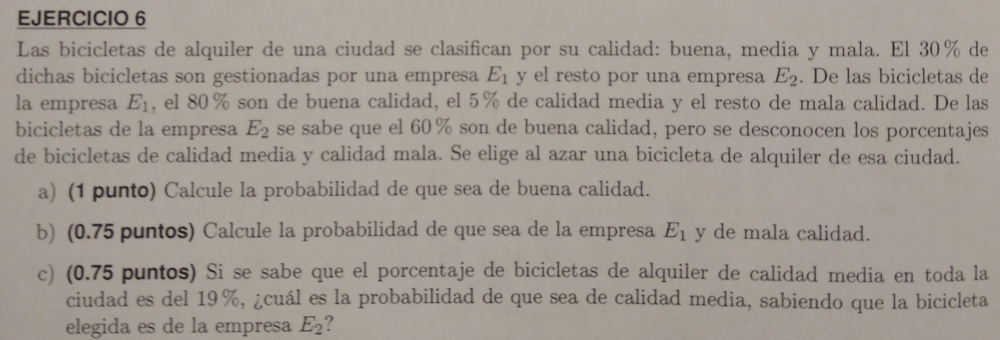 EJERCICIO 6
Las bicicletas de alquiler de una ciudad se clasifican por su calidad: buena, media y mala. El 30 % de
dichas bicicletas son gestionadas por una empresa E₁ y el resto por una empresa E₂. De las bicicletas de
la empresa E₁, el 80 % son de buena calidad, el 5 % de calidad media y el resto de mala calidad. De las
bicicletas de la empresa E₂ se sabe que el 60 % son de buena calidad, pero se desconocen los porcentajes
de bicicletas de calidad media y calidad mala. Se elige al azar una bicicleta de alquiler de esa ciudad.
a) (1 punto) Calcule la probabilidad de que sea de buena calidad.
b) (0.75 puntos) Calcule la probabilidad de que sea de la empresa E₁ y de mala calidad.
c) (0.75 puntos) Si se sabe que el porcentaje de bicicletas de alquiler de calidad media en toda la
ciudad es del 19 %, ¿cuál es la probabilidad de que sea de calidad media, sabiendo que la bicicleta
elegida es de la empresa E₂?